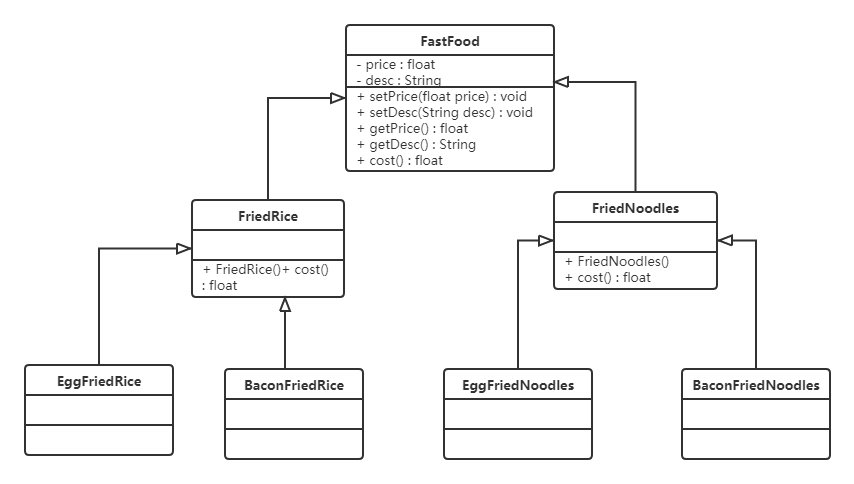 FastFood
- price : float
- desc : String
+ setPrice(float price) : void
+ setDesc(String desc) : void
+ getPrice() : float
+ getDesc() : String
+ cost() : float
FriedRice
+ FriedRice()+ cost()
: float
FriedNoodles
+ FriedNoodles()
+ cost() : float
EggFriedRice
BaconFriedRice
EggFriedNoodles
BaconFriedNoodles